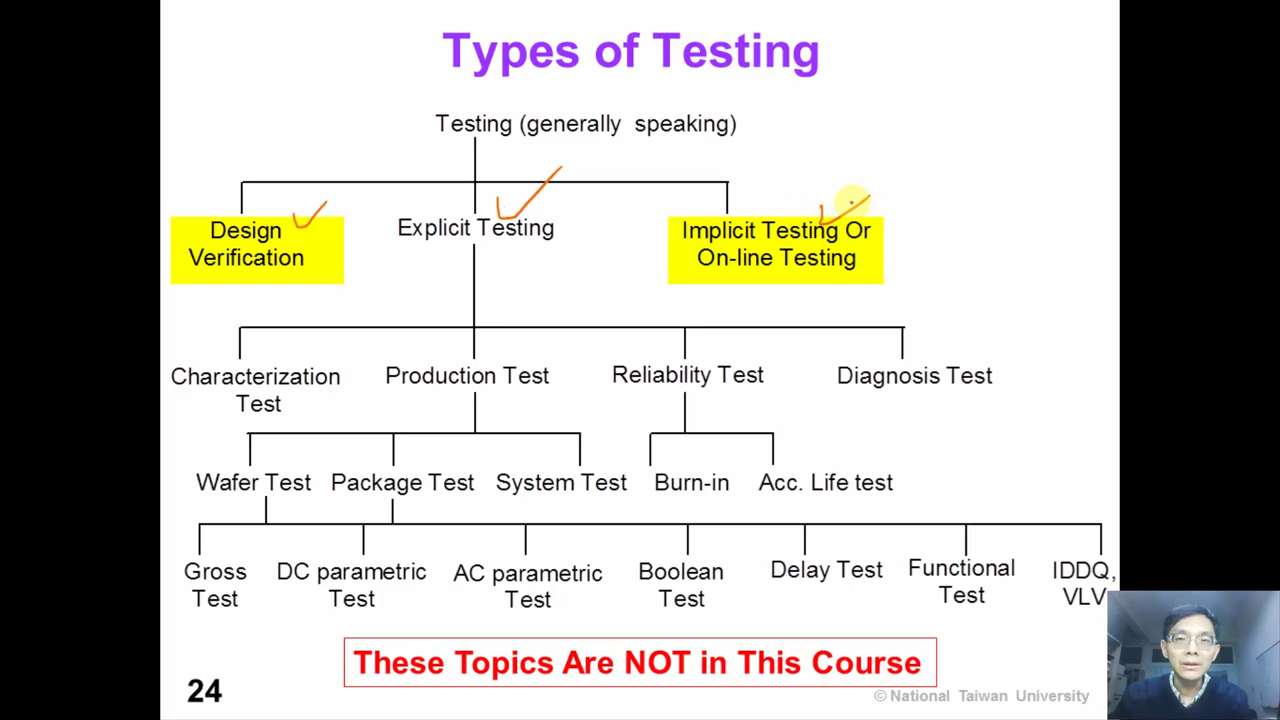 Types of Testing
Testing (generally speaking)
Design
Verification
Explicit Testing
Implicit Testing Or
On-line Testing
Characterization
Test
Production Test
Reliability Test
Diagnosis Test
Wafer Test
Package Test
System Test
Burn-in
Acc. Life test
Gross
Test
DC parametric
Test
AC parametric
Test
Boolean
Test
Delay Test
Functional
Test
IDDQ,
VLV
These Topics Are NOT in This Course
24
© National Taiwan University